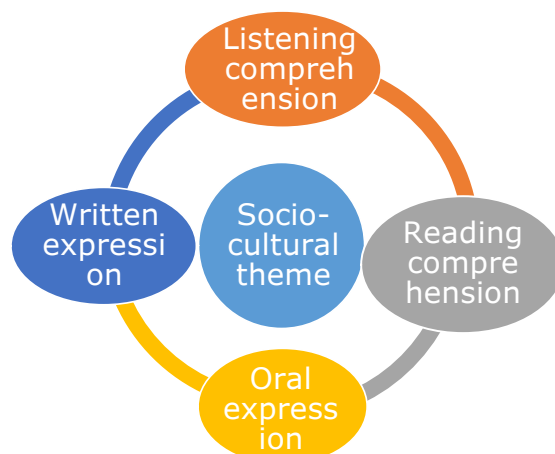 Listening
compreh
ension
Written
expressi
on
Socio-
cultural
theme
Reading
compre
hension
Oral
express
ion